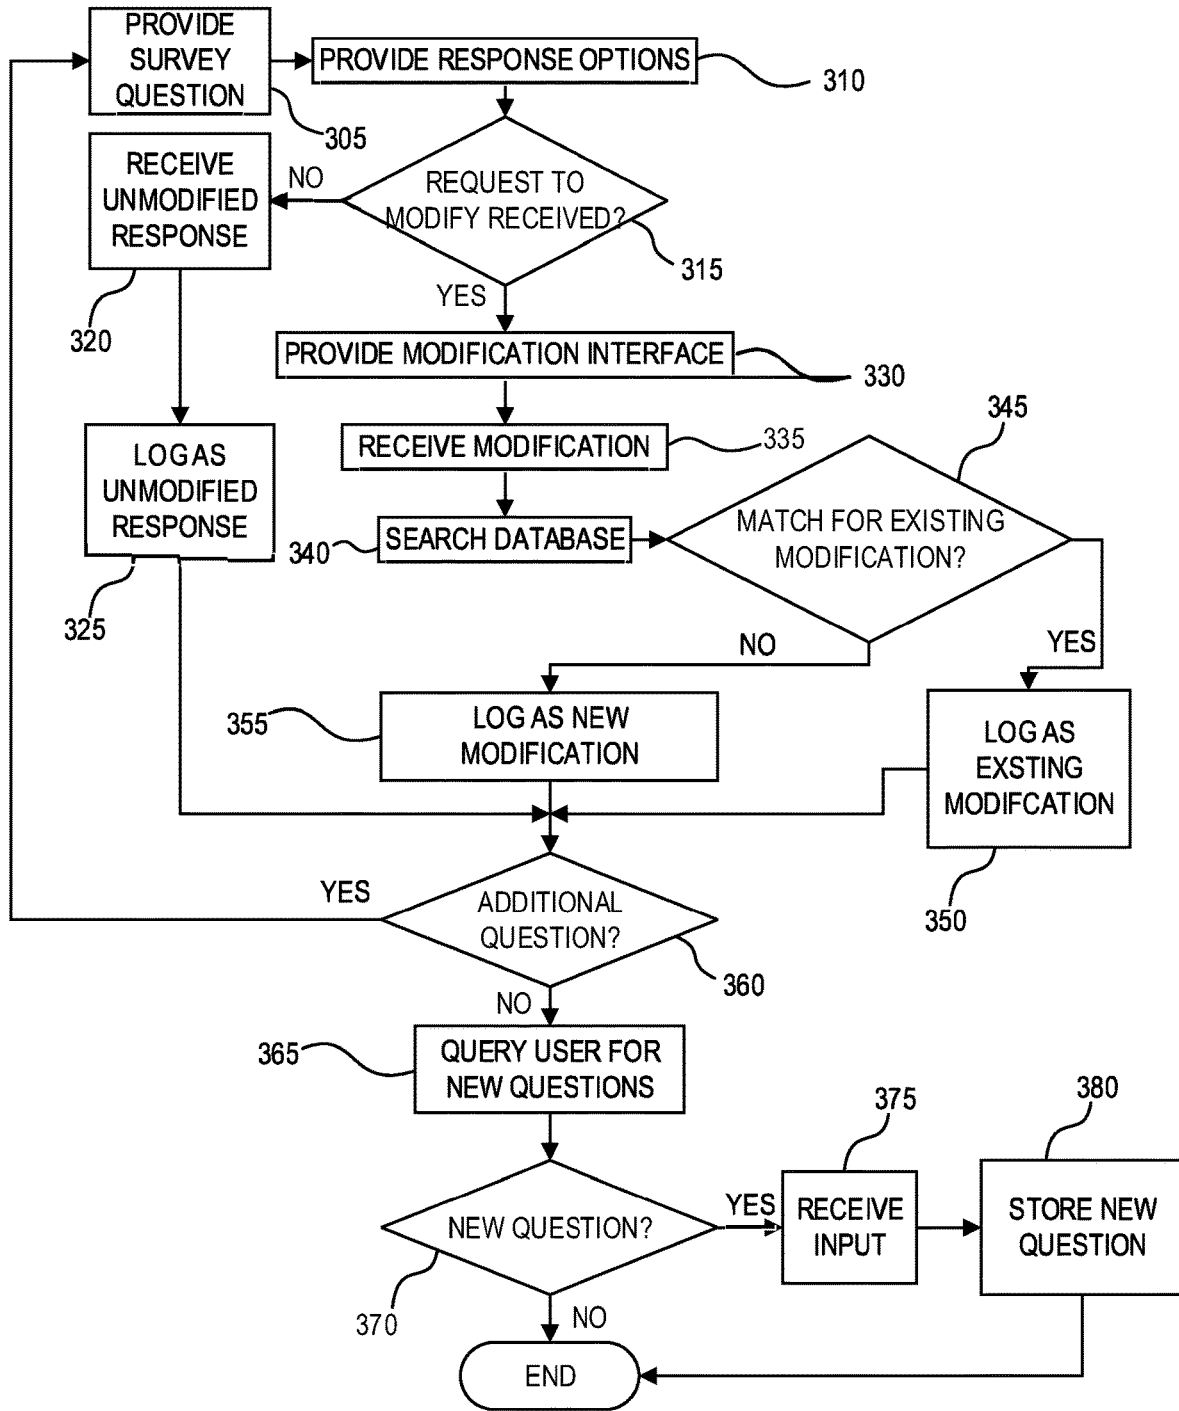 PROVIDE
SURVEY
QUESTION
305
PROVIDE RESPONSE OPTIONS
310
RECEIVE
UNMODIFIED
RESPONSE
320
NO
REQUEST TO
MODIFY RECEIVED?
315
YES
PROVIDE MODIFICATION INTERFACE
330
RECEIVE MODIFICATION
335
345
LOG AS
UNMODIFIED
RESPONSE
325
340
SEARCH DATABASE
MATCH FOR EXISTING
MODIFICATION?
NO
YES
355
LOG AS NEW
MODIFICATION
LOG AS
EXSTING
MODIFCATION
350
YES
ADDITIONAL
QUESTION?
360
NO
365
QUERY USER FOR
NEW QUESTIONS
375
380
NEW QUESTION?
370
YES
RECEIVE
INPUT
STORE NEW
QUESTION
NO
END